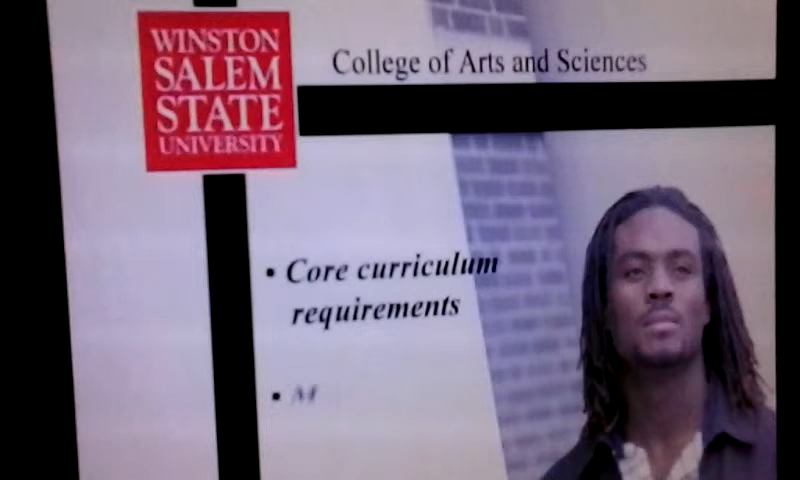 WINSTON
SALEM
STATE
UNIVERSITY
College of Arts and Sciences
• Core curriculum
requirements
• M